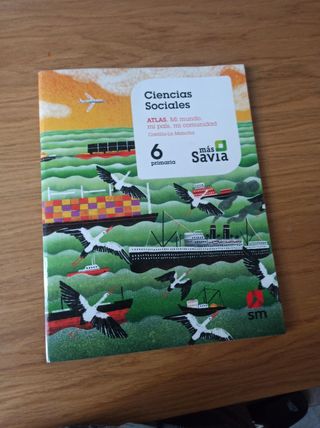 Ciencias
Sociales
ATLAS. Mi mundo,
mi país, mi comunidad
Castilla-La Mancha
6
primaria
más
Savia
sm